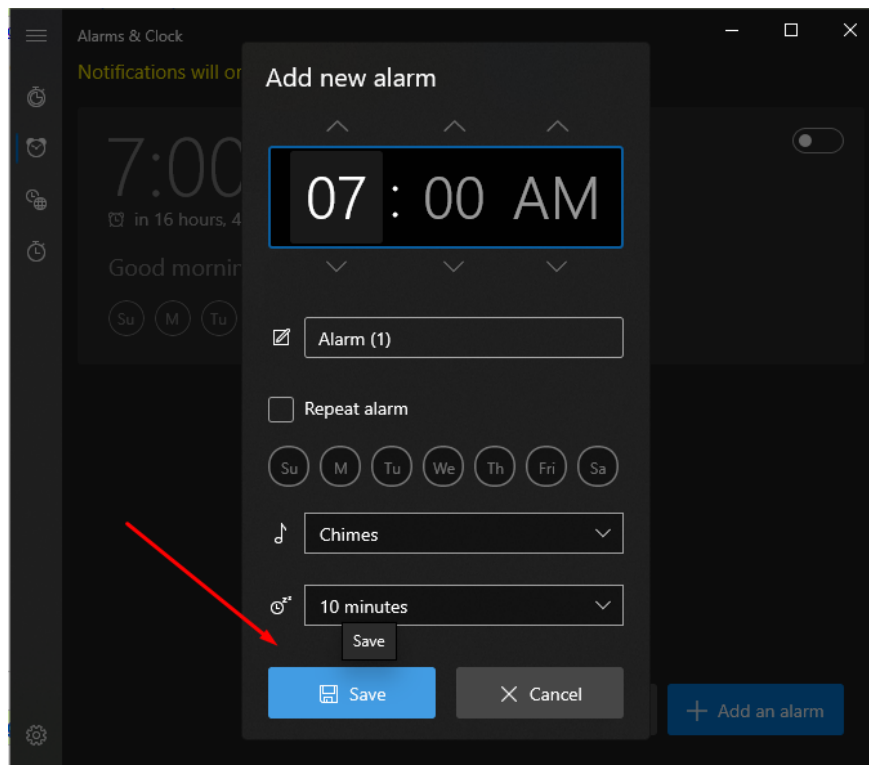 Alarms & Clock
Notifications will or
Add new alarm
7:00
07 : 00 AM
in 16 hours, 4
Good mornin
Su M Tu
Alarm (1)
Repeat alarm
Su M Tu We Th Fri Sa
Chimes
10 minutes
Save
Save
Cancel
Add an alarm